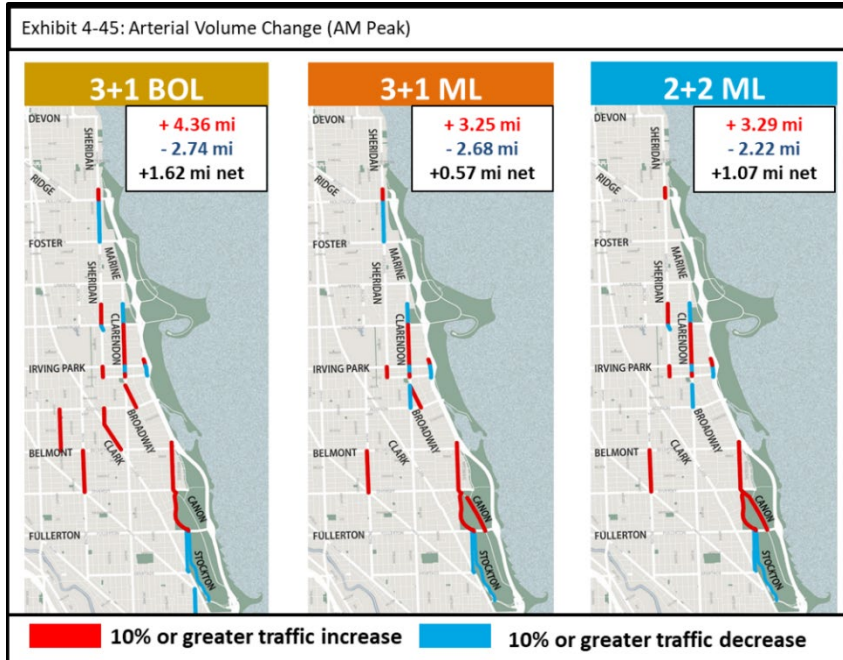 Exhibit 4-45: Arterial Volume Change (AM Peak)
3+1 BOL
+ 4.36 mi
- 2.74 mi
+1.62 mi net
DEVON
SHERIDAN
RIDGE
FOSTER
MARINE
SHERIDAN
CLARENDON
IRVING PARK
BROADWAY
CLARK
BELMONT
CANON
FULLERTON
STOCKTON
3+1 ML
+ 3.25 mi
- 2.68 mi
+0.57 mi net
DEVON
SHERIDAN
RIDGE
FOSTER
MARINE
SHERIDAN
CLARENDON
IRVING PARK
BROADWAY
CLARK
BELMONT
CANON
FULLERTON
STOCKTON
2+2 ML
+ 3.29 mi
- 2.22 mi
+1.07 mi net
DEVON
SHERIDAN
RIDGE
FOSTER
MARINE
SHERIDAN
CLARENDON
IRVING PARK
BROADWAY
CLARK
BELMONT
CANON
FULLERTON
STOCKTON
10% or greater traffic increase
10% or greater traffic decrease